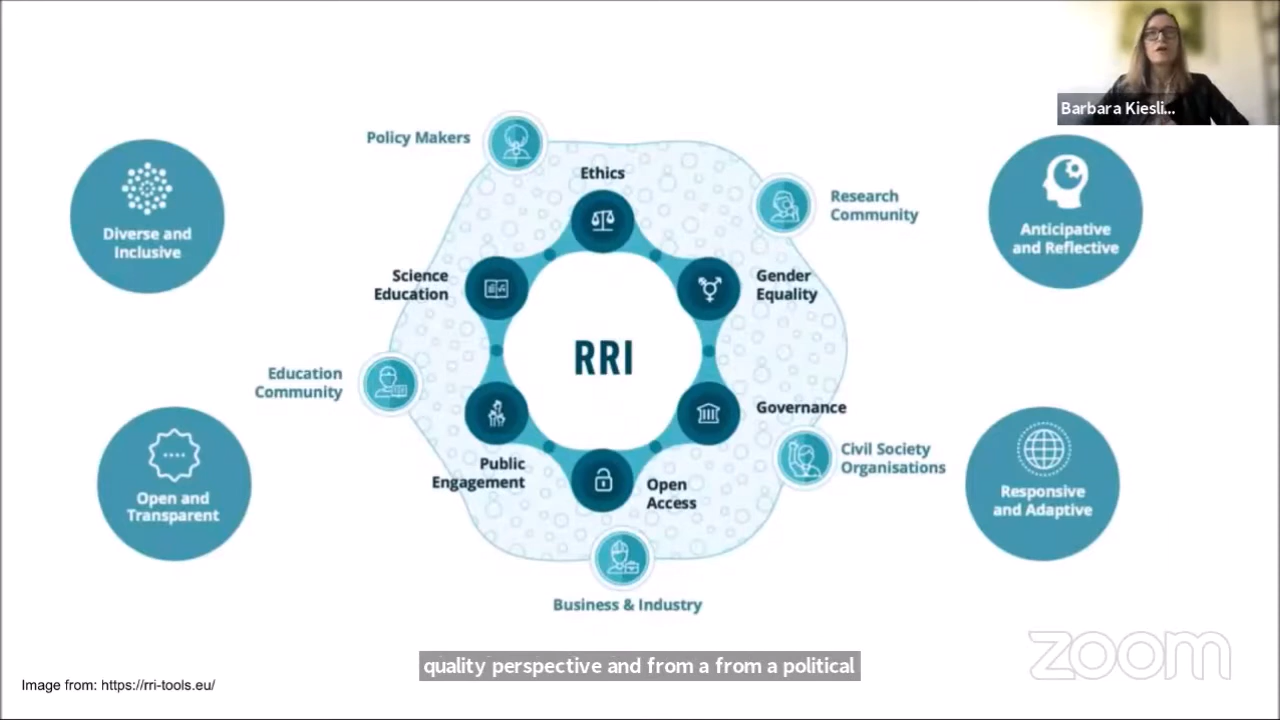 Barbara Kiesli...
Policy Makers
Ethics
Research
Community
Diverse and
Inclusive
Anticipative
and Reflective
Science
Education
Gender
Equality
RRI
Education
Community
Governance
Civil Society
Organisations
Public
Engagement
Open
Access
Open and
Transparent
Responsive
and Adaptive
Business & Industry
zoom
quality perspective and from a from a political
Image from: https://rri-tools.eu/